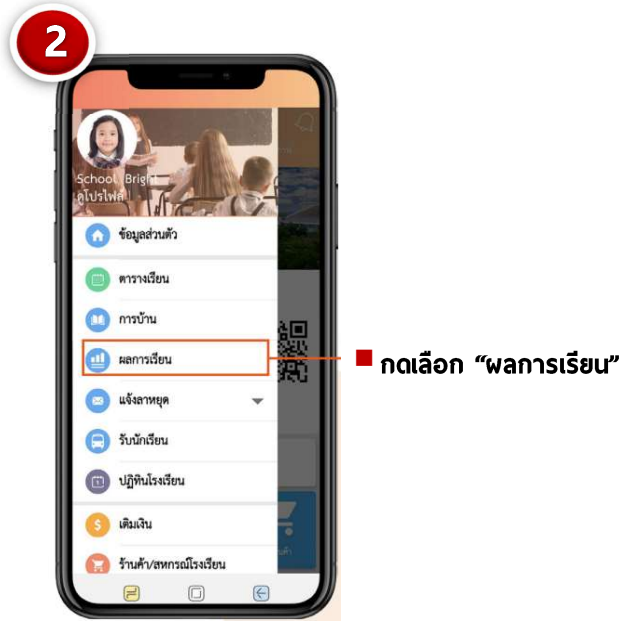 2
School Bright
ดูโปรไฟล์
ข้อมูลส่วนตัว
ตารางเรียน
การบ้าน
ผลการเรียน
กดเลือก “ผลการเรียน”
แจ้งลาหยุด
รับนักเรียน
ปฏิทินโรงเรียน
เติมเงิน
ร้านค้า/สหกรณ์โรงเรียน